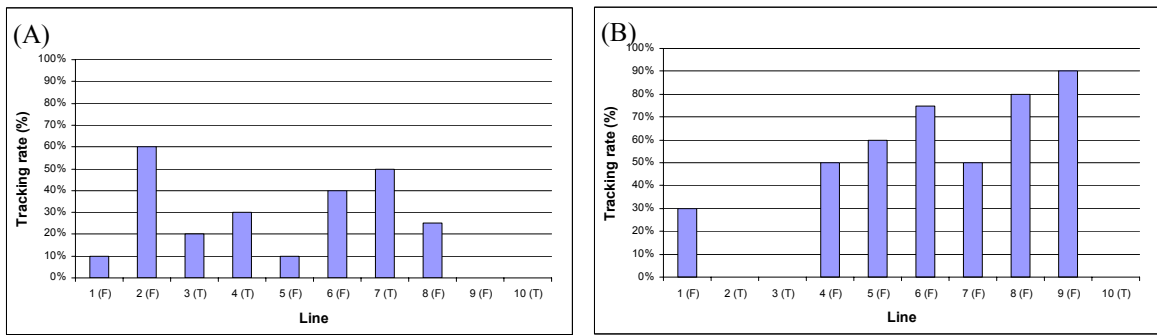 (A)
100%
90%
80%
70%
60%
50%
40%
30%
20%
10%
0%
Tracking rate (%)
1 (F) 2 (F) 3 (T) 4 (T) 5 (F) 6 (F) 7 (T) 8 (F) 9 (F) 10 (T)
Line
(B)
100%
90%
80%
70%
60%
50%
40%
30%
20%
10%
0%
Tracking rate (%)
1 (F) 2 (T) 3 (T) 4 (F) 5 (F) 6 (F) 7 (F) 8 (F) 9 (F) 10 (T)
Line